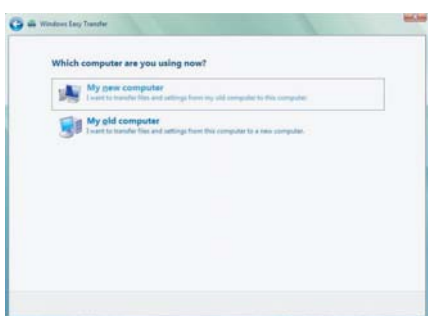 Windows Easy Transfer
Which computer are you using now?
My new computer
I want to transfer files and settings from my old computer to this computer.
My old computer
I want to transfer files and settings from this computer to a new computer.